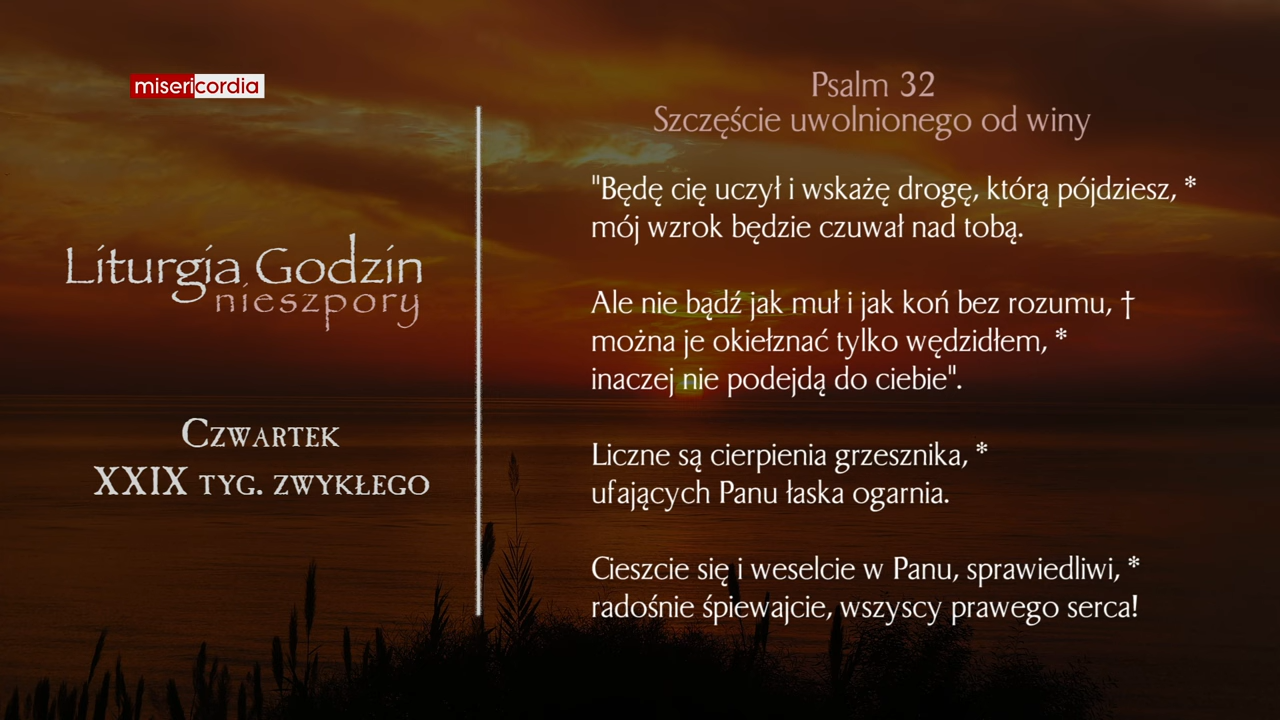 misericordia
Liturgia Godzin
nieszpory
Czwartek
XXIX tyg. zwykłego
Psalm 32
Szczęście uwolnionego od winy
"Będę cię uczył i wskażę drogę, którą pójdziesz, *
mój wzrok będzie czuwał nad tobą.
Ale nie bądź jak muł i jak koń bez rozumu, †
można je okiełznać tylko wędzidłem, *
inaczej nie podejdą do ciebie".
Liczne są cierpienia grzesznika, *
ufających Panu łaska ogarnia.
Cieszcie się i weselcie w Panu, sprawiedliwi, *
radośnie śpiewajcie, wszyscy prawego serca!